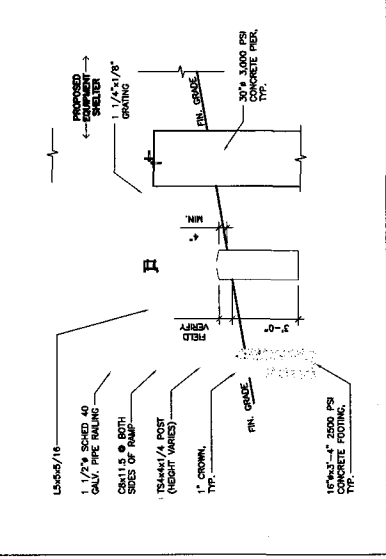 L5x5x5/16
1 1/2"ø SCHED 40
GALV. PIPE RAILING
C8x11.5 @ BOTH
SIDES OF RAMP
TS4x4x1/4 POST
(HEIGHT VARIES)
1" CROWN,
TYP.
FIN. GRADE
16"øx3'-4" 2500 PSI
CONCRETE FOOTING,
TYP.
FIELD
VERIFY
3'-0"
4"
MIN.
PROPOSED
EQUIPMENT
SHELTER
1 1/4"x1/8"
GRATING
FIN. GRADE
30"ø 3,000 PSI
CONCRETE PIER,
TYP.